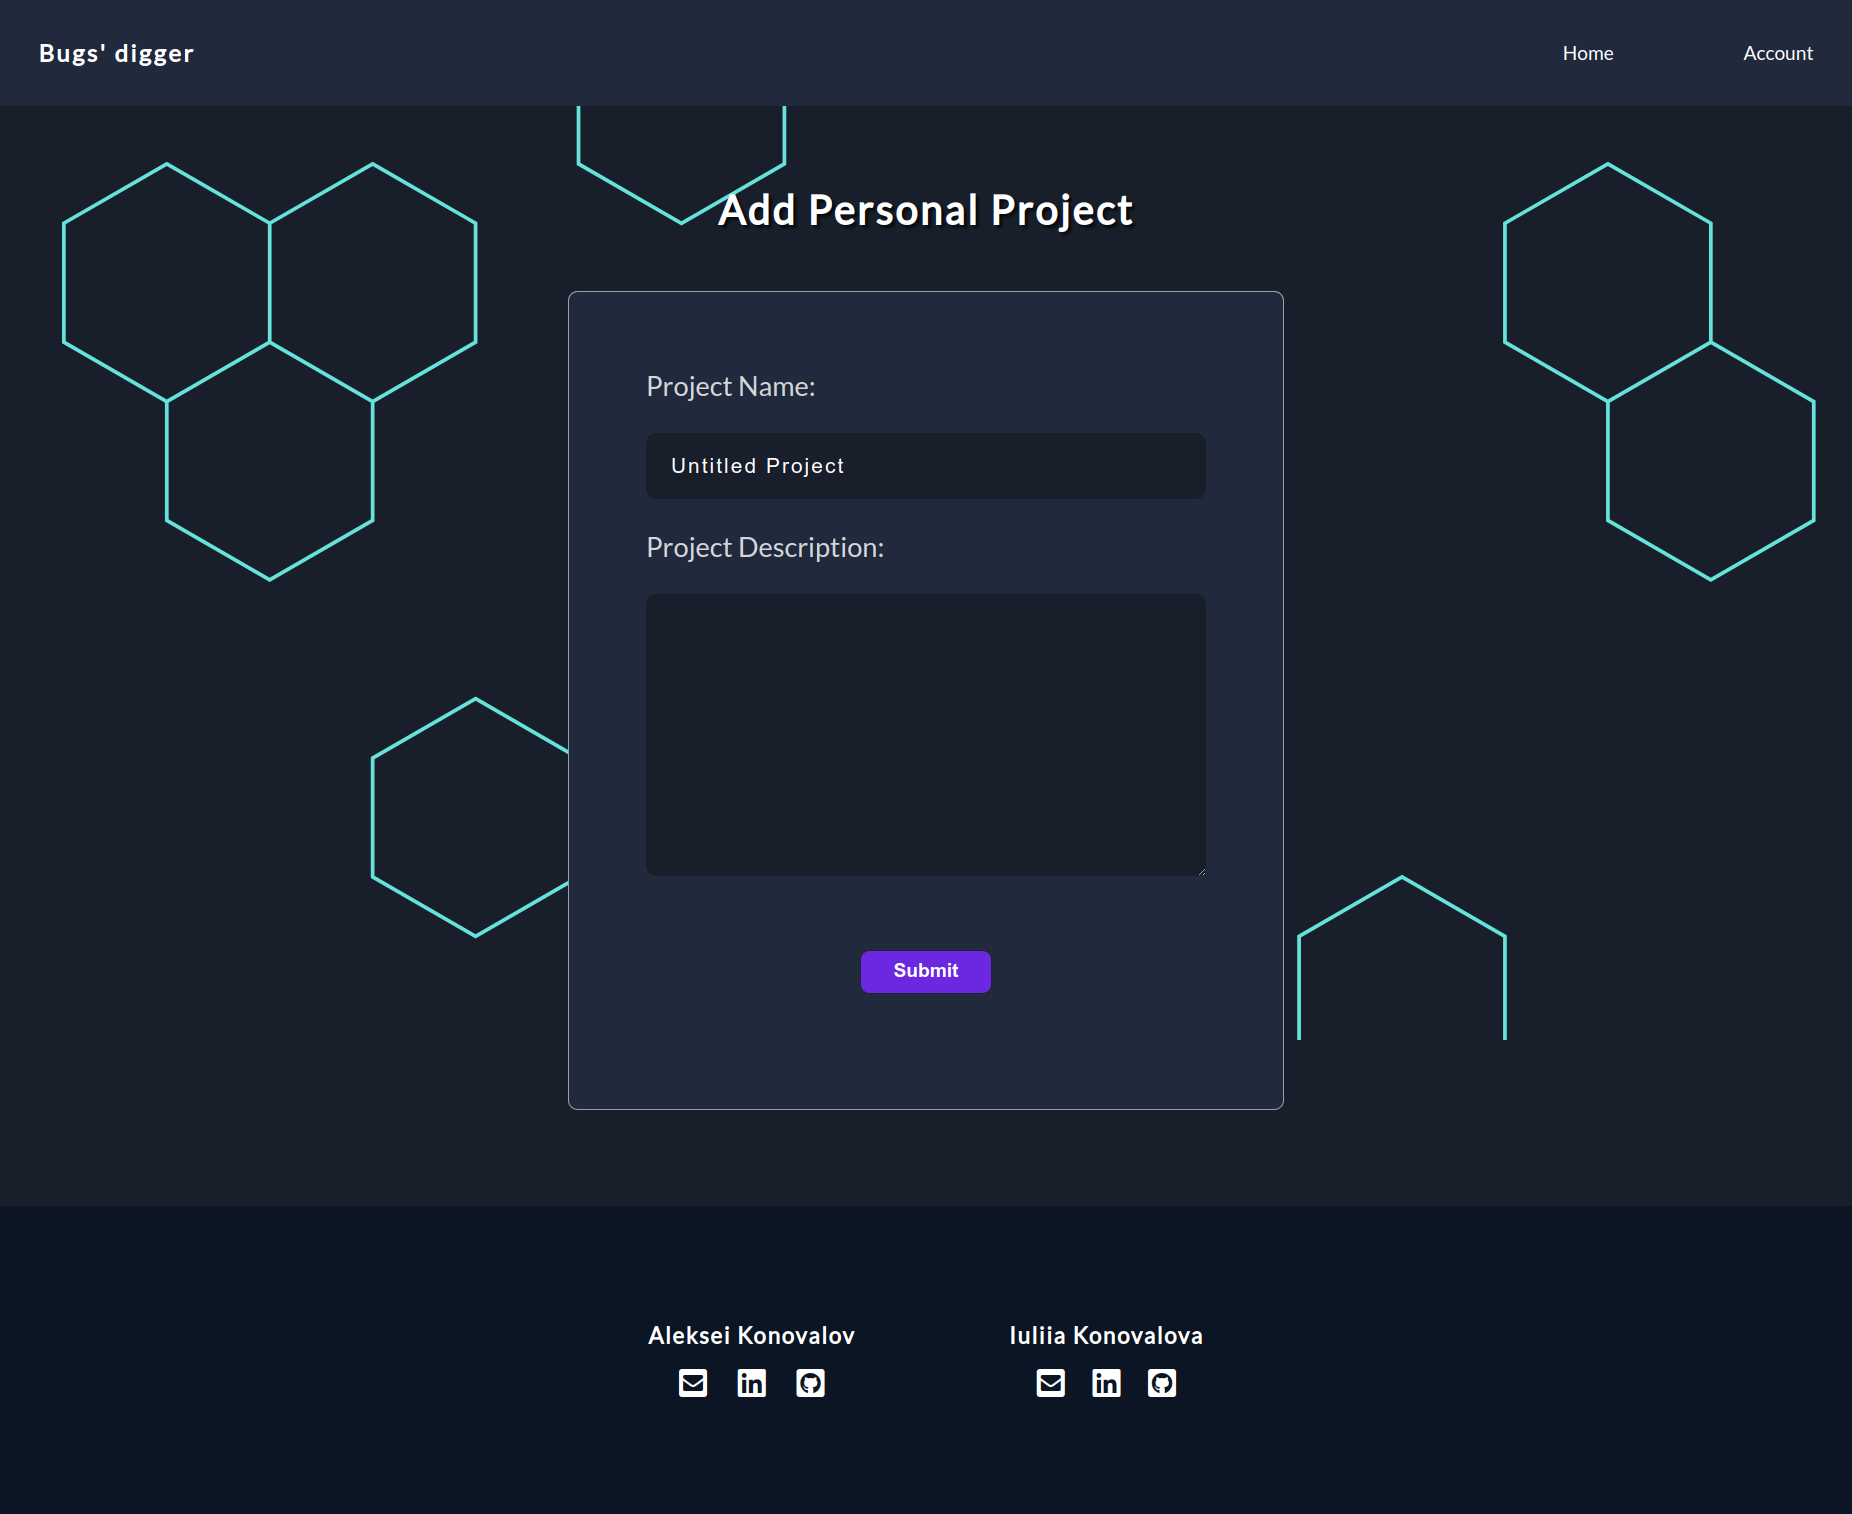 Bugs' digger
Home
Account
Add Personal Project
Project Name:
Untitled Project
Project Description:
Submit
Aleksei Konovalov
Iuliia Konovalova